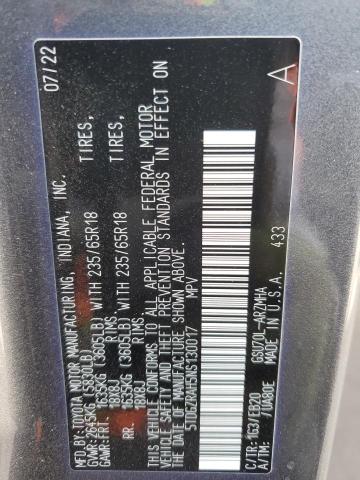 MFD. BY: TOYOTA MOTOR MANUFACTURING, INDIANA, INC. 07/22
GVWR: 2645KG (5830LB)
GAWR: FRT. 1635KG (3605LB) WITH 235/65R18 TIRES,
18X8J RIMS,
RR. 1635KG (3605LB) WITH 235/65R18 TIRES,
18X8J RIMS,
THIS VEHICLE CONFORMS TO ALL APPLICABLE FEDERAL MOTOR
VEHICLE SAFETY, BUMPER, AND THEFT PREVENTION STANDARDS IN EFFECT ON
THE DATE OF MANUFACTURE SHOWN ABOVE.
MPV
C/TR: 1G3/EB20 GSU70L-ARZMHA A
A/TM: /UA80E MADE IN U.S.A. 433